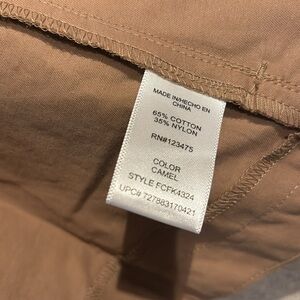 MADE IN/HECHO EN
CHINA
65% COTTON
35% NYLON
RN#123475
COLOR
CAMEL
STYLE FCFK4324
UPC# 727883170421